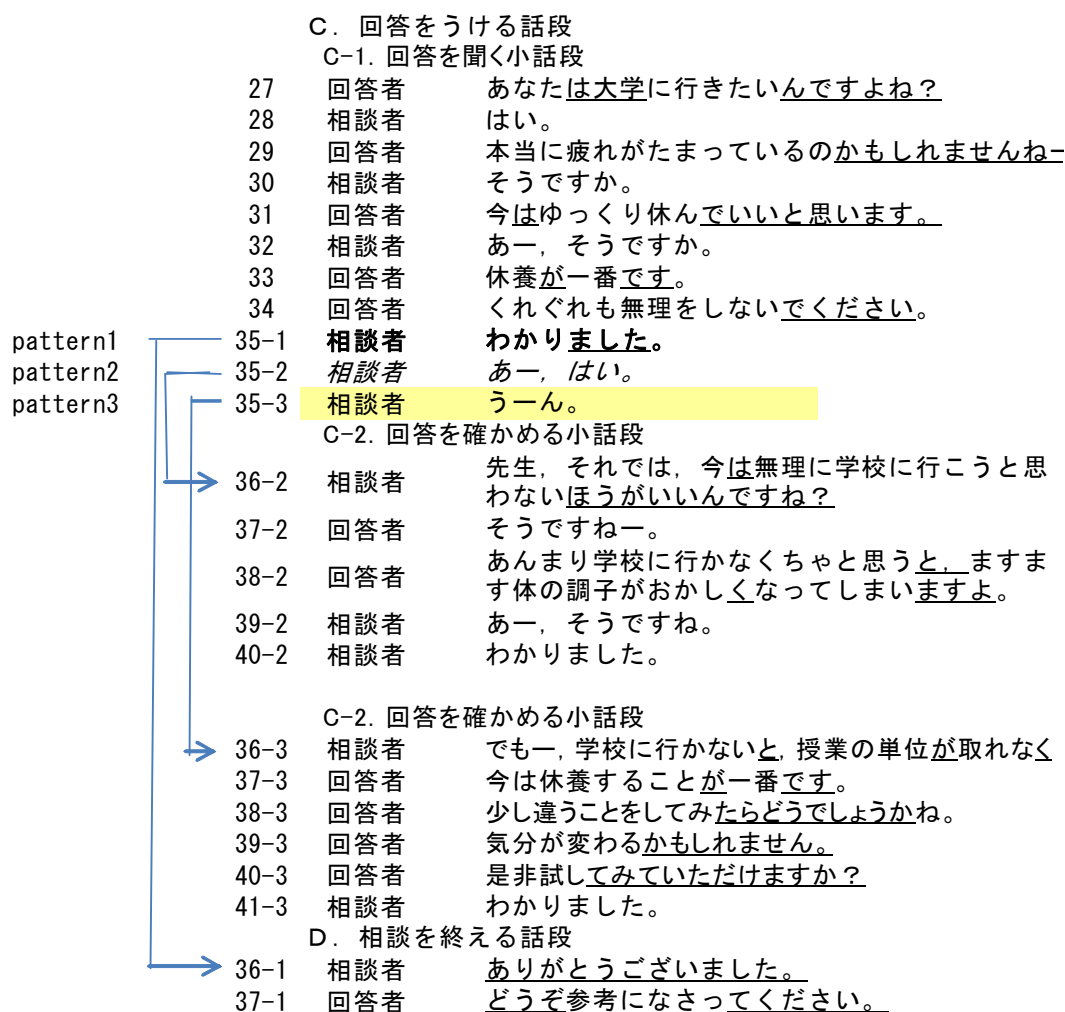 C. 回答をうける話段
C-1. 回答を聞く小話段
27 回答者 あなたは大学に行きたいんですよね？
28 相談者 はい。
29 回答者 本当に疲れがたまっているのかもしれませんねー
30 相談者 そうですか。
31 回答者 今はゆっくり休んでいいと思います。
32 相談者 あー，そうですか。
33 回答者 休養が一番です。
34 回答者 くれぐれも無理をしないでください。
pattern1 35-1 相談者 わかりました。
pattern2 35-2 相談者 あー，はい。
pattern3 35-3 相談者 うーん。
C-2. 回答を確かめる小話段
36-2 相談者 先生，それでは，今は無理に学校に行こうと思
わないほうがいいんですね？
37-2 回答者 そうですねー。
38-2 回答者 あんまり学校に行かなくちゃと思うと，ますま
す体の調子がおかしくなってしまいますよ。
39-2 相談者 あー，そうですね。
40-2 相談者 わかりました。
C-2. 回答を確かめる小話段
36-3 相談者 でもー，学校に行かないと，授業の単位が取れなく
37-3 回答者 今は休養することが一番です。
38-3 回答者 少し違うことをしてみたらどうでしょうかね。
39-3 回答者 気分が変わるかもしれません。
40-3 回答者 是非試してみていただけますか？
41-3 相談者 わかりました。
D. 相談を終える話段
36-1 相談者 ありがとうございました。
37-1 回答者 どうぞ参考になさってください。